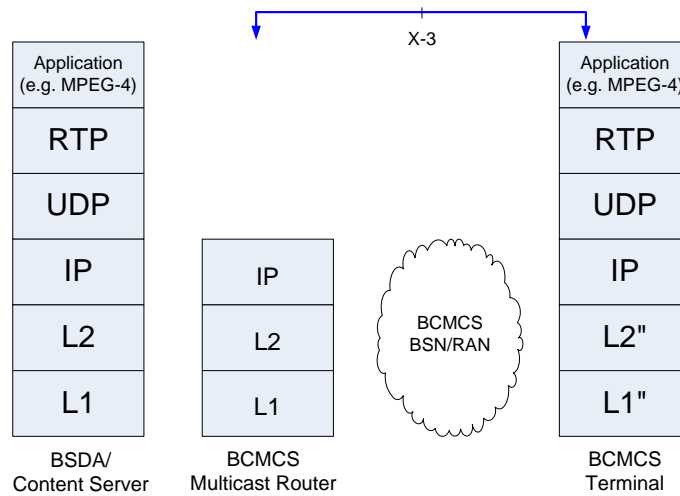 X-3
Application
(e.g. MPEG-4)
RTP
UDP
IP
L2
L1
BSDA/
Content Server
IP
L2
L1
BCMCS
Multicast Router
BCMCS
BSN/RAN
Application
(e.g. MPEG-4)
RTP
UDP
IP
L2"
L1"
BCMCS
Terminal